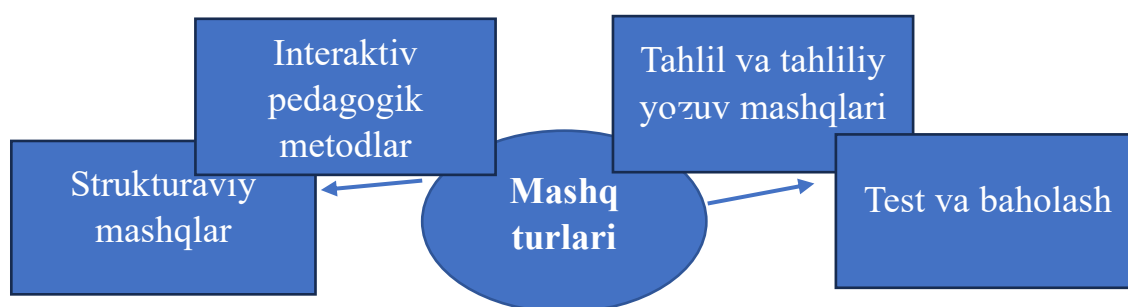 Interaktiv
pedagogik
metodlar
Tahlil va tahliliy
yozuv mashqlari
Strukturaviy
mashqlar
Mashq
turlari
Test va baholash